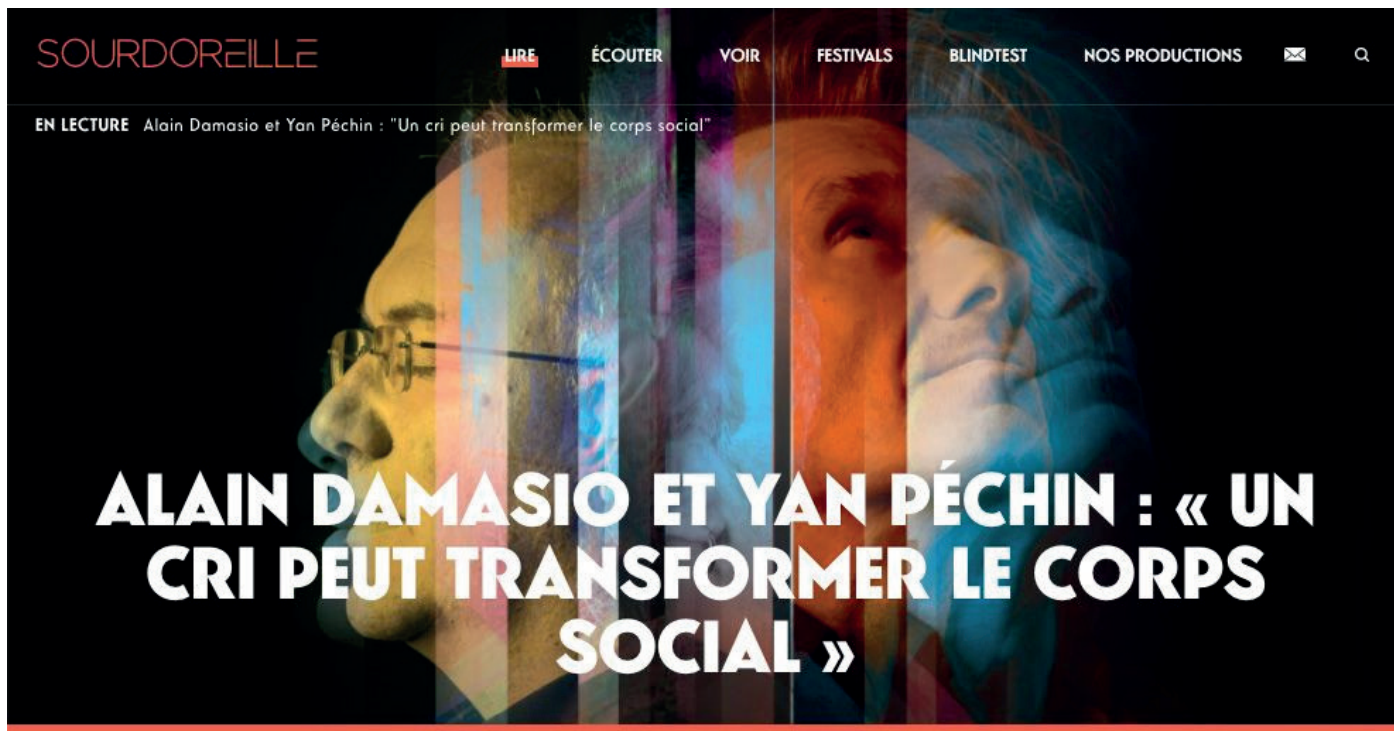 SOURDOREILLE
LIRE ÉCOUTER VOIR FESTIVALS BLINDTEST NOS PRODUCTIONS
EN LECTURE Alain Damasio et Yan Péchin : "Un cri peut transformer le corps social"
ALAIN DAMASIO ET YAN PÉCHIN : « UN
CRI PEUT TRANSFORMER LE CORPS
SOCIAL »